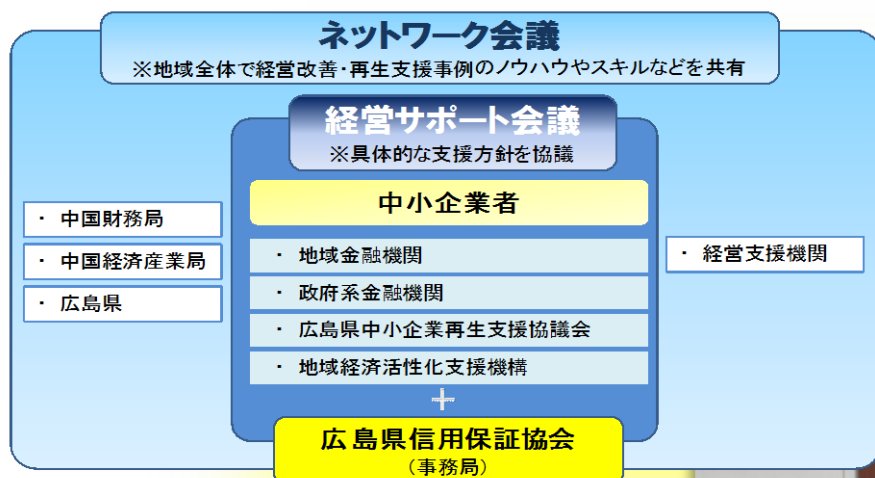 ネットワーク会議
※地域全体で経営改善・再生支援事例のノウハウやスキルなどを共有
経営サポート会議
※具体的な支援方針を協議
中小企業者
・ 中国財務局
・ 中国経済産業局
・ 広島県
・ 地域金融機関
・ 政府系金融機関
・ 広島県中小企業再生支援協議会
・ 地域経済活性化支援機構
・ 経営支援機関
＋
広島県信用保証協会
（事務局）